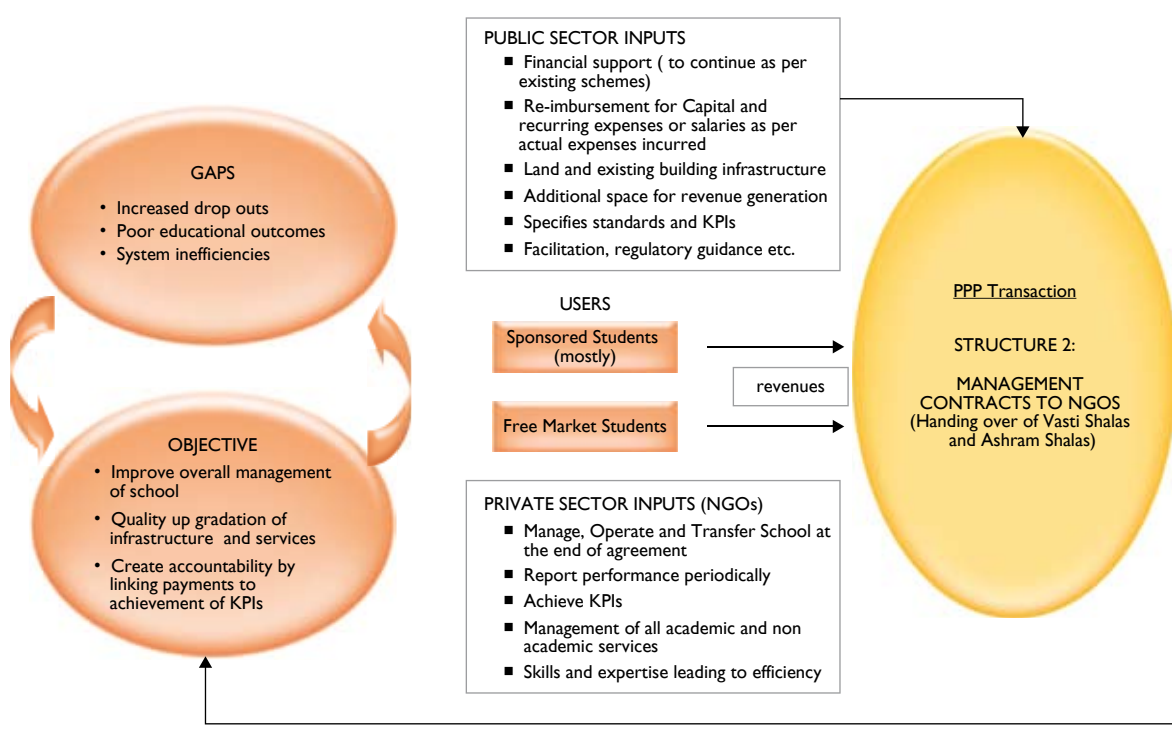 GAPS
• Increased drop outs
• Poor educational outcomes
• System inefficiencies
OBJECTIVE
• Improve overall management
of school
• Quality up gradation of
infrastructure and services
• Create accountability by
linking payments to
achievement of KPIs
PUBLIC SECTOR INPUTS
■ Financial support ( to continue as per
existing schemes)
■ Re-imbursement for Capital and
recurring expenses or salaries as per
actual expenses incurred
■ Land and existing building infrastructure
■ Additional space for revenue generation
■ Specifies standards and KPIs
■ Facilitation, regulatory guidance etc.
USERS
Sponsored Students
(mostly)
revenues
Free Market Students
PRIVATE SECTOR INPUTS (NGOs)
■ Manage, Operate and Transfer School at
the end of agreement
■ Report performance periodically
■ Achieve KPIs
■ Management of all academic and non
academic services
■ Skills and expertise leading to efficiency
PPP Transaction
STRUCTURE 2:
MANAGEMENT
CONTRACTS TO NGOS
(Handing over of Vasti Shalas
and Ashram Shalas)